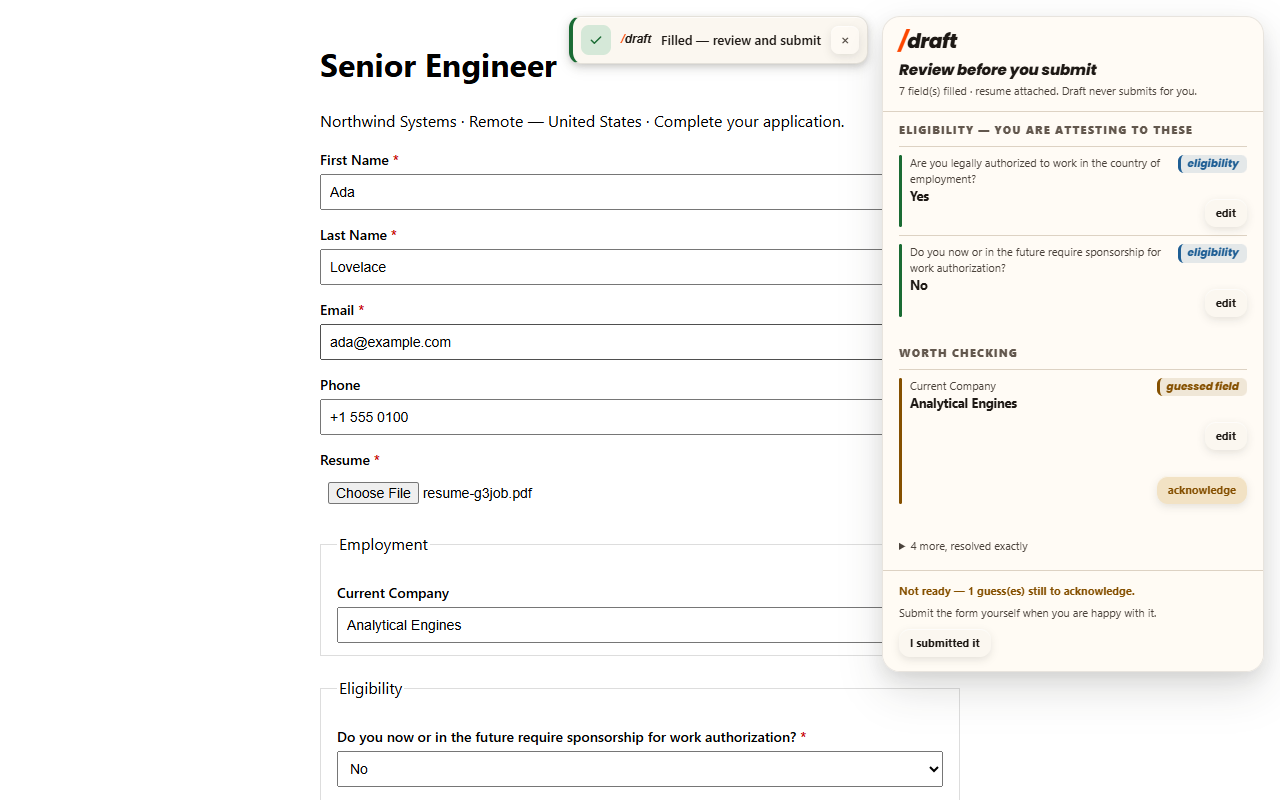 Senior Engineer
Northwind Systems · Remote — United States · Complete your application.
First Name *
Ada
Last Name *
Lovelace
Email *
ada@example.com
Phone
+1 555 0100
Resume *
Choose File resume-g3job.pdf
Employment
Current Company
Analytical Engines
Eligibility
Do you now or in the future require sponsorship for work authorization? *
No
✓ /draft Filled — review and submit ×
/draft
Review before you submit
7 field(s) filled · resume attached. Draft never submits for you.
ELIGIBILITY — YOU ARE ATTESTING TO THESE
Are you legally authorized to work in the country of
employment?
eligibility
Yes
edit
Do you now or in the future require sponsorship for
work authorization?
eligibility
No
edit
WORTH CHECKING
Current Company
guessed field
Analytical Engines
edit
acknowledge
▶ 4 more, resolved exactly
Not ready — 1 guess(es) still to acknowledge.
Submit the form yourself when you are happy with it.
I submitted it